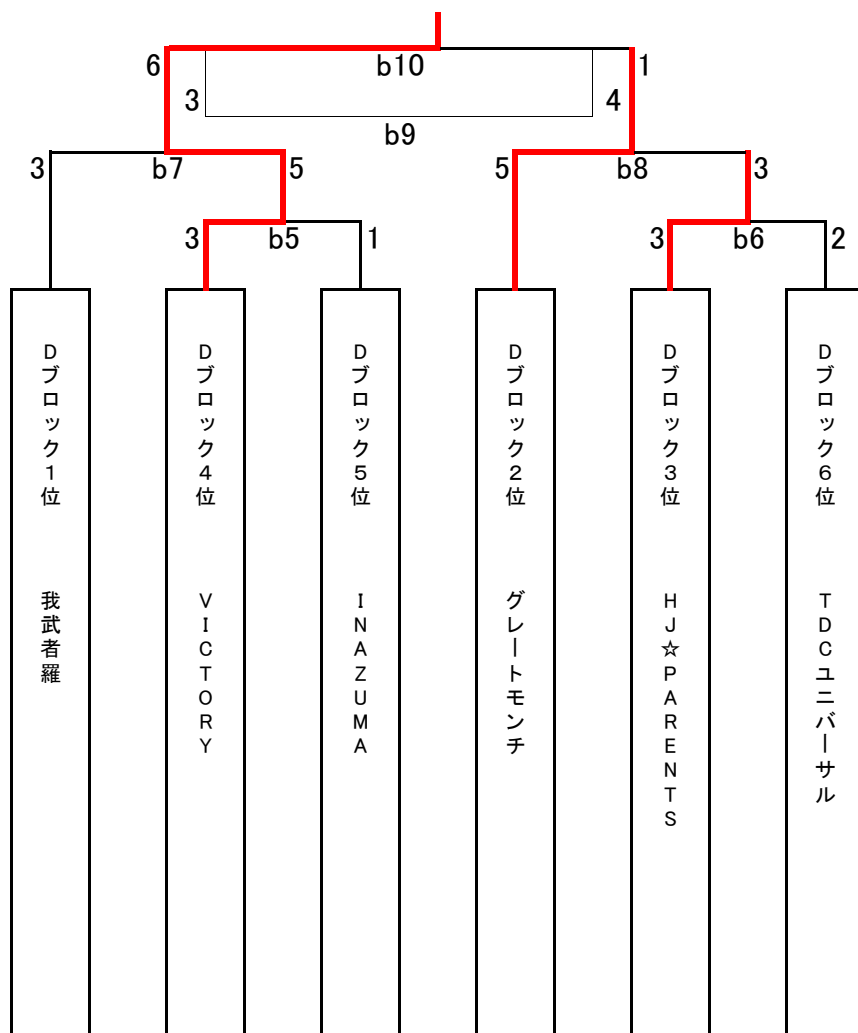 6
b10
1
3
4
b9
3
b7
5
5
b8
3
3
b5
1
3
b6
2
Dブロック1位 我武者羅
Dブロック4位 VICTORY
Dブロック5位 INAZUMA
Dブロック2位 グレートモンチ
Dブロック3位 HJ☆PARENTS
Dブロック6位 TDCユニバーサル